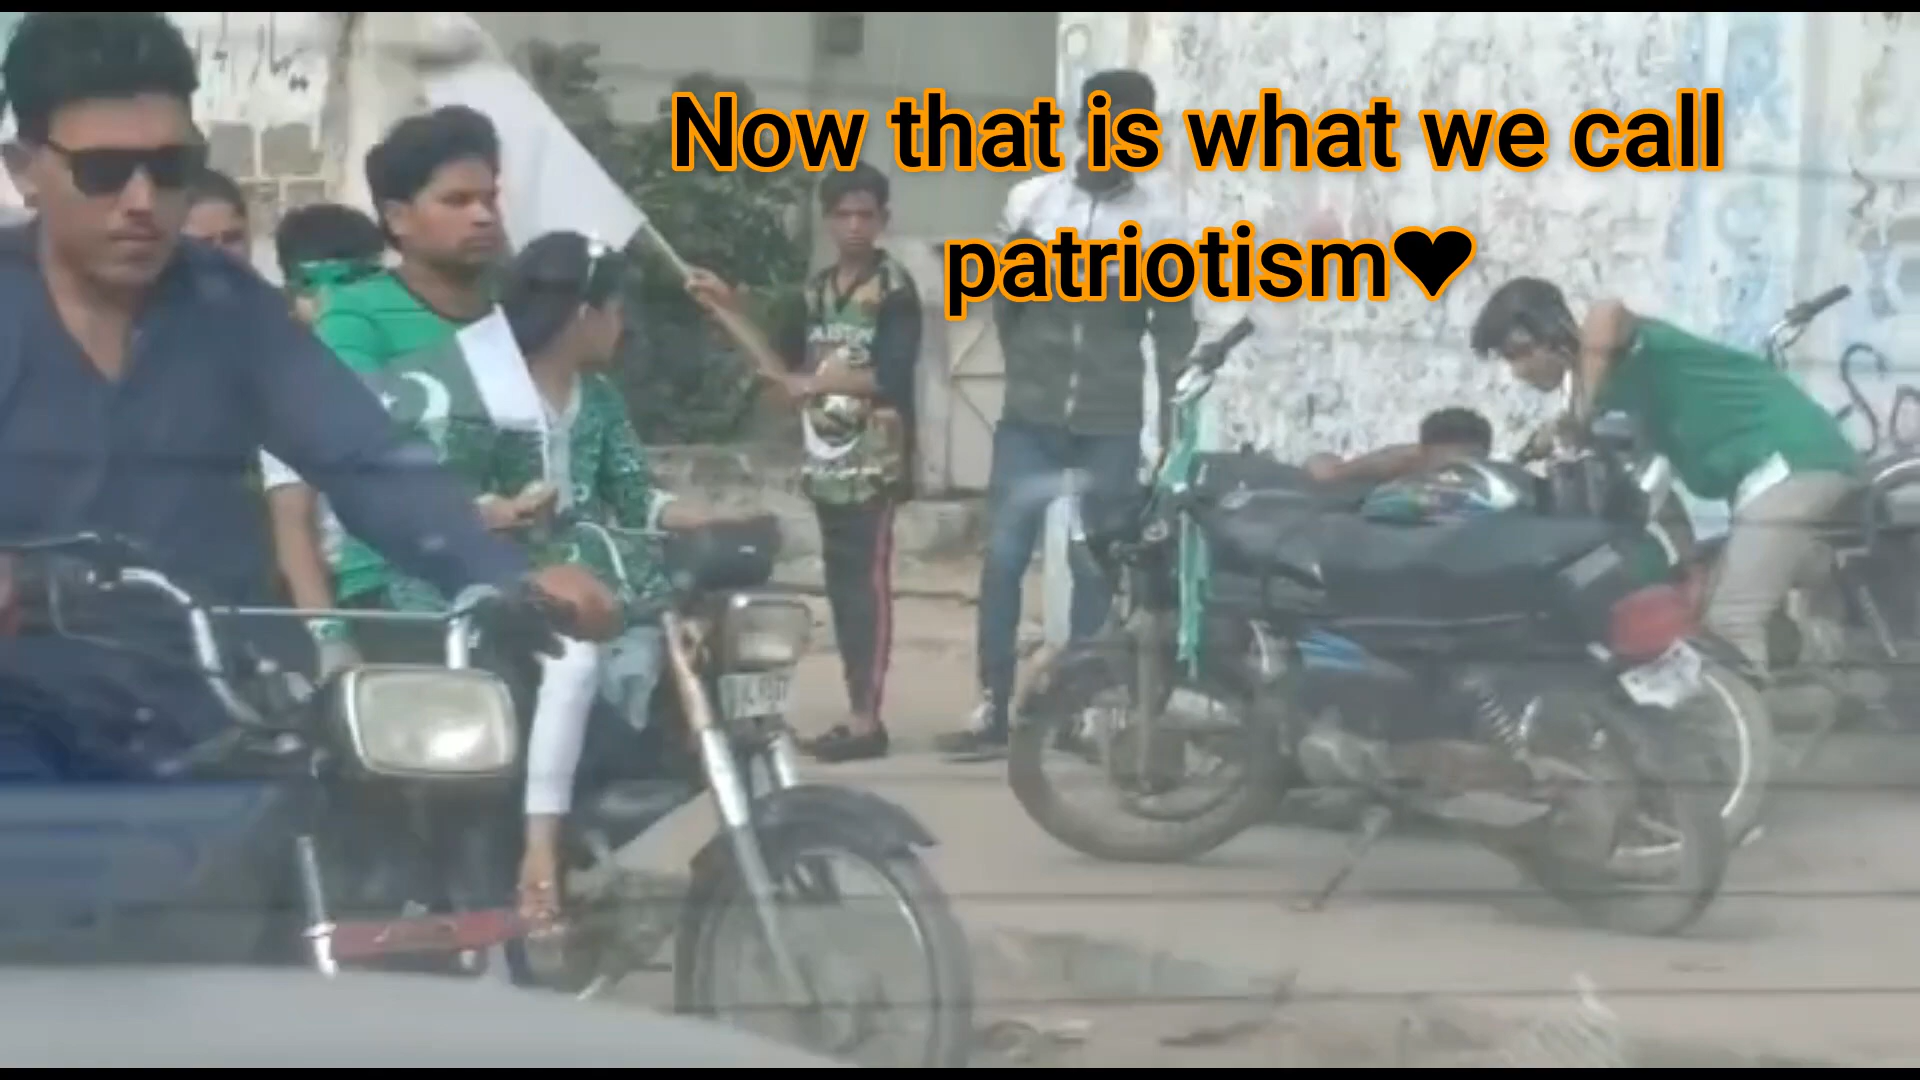 Now that is what we call
patriotism❤